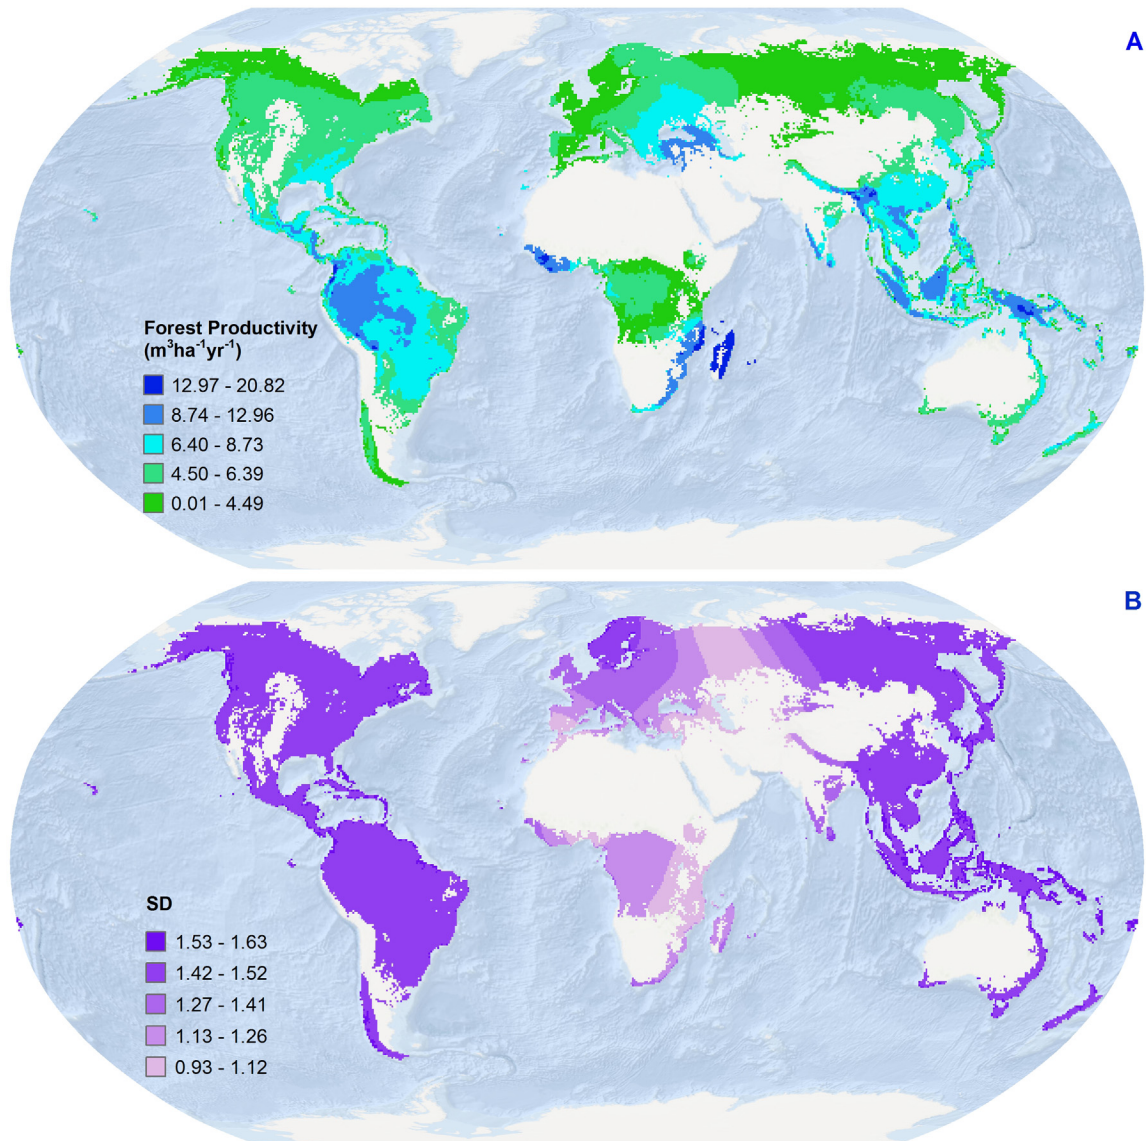 A
Forest Productivity
(m³ha⁻¹yr⁻¹)
12.97 - 20.82
8.74 - 12.96
6.40 - 8.73
4.50 - 6.39
0.01 - 4.49
B
SD
1.53 - 1.63
1.42 - 1.52
1.27 - 1.41
1.13 - 1.26
0.93 - 1.12